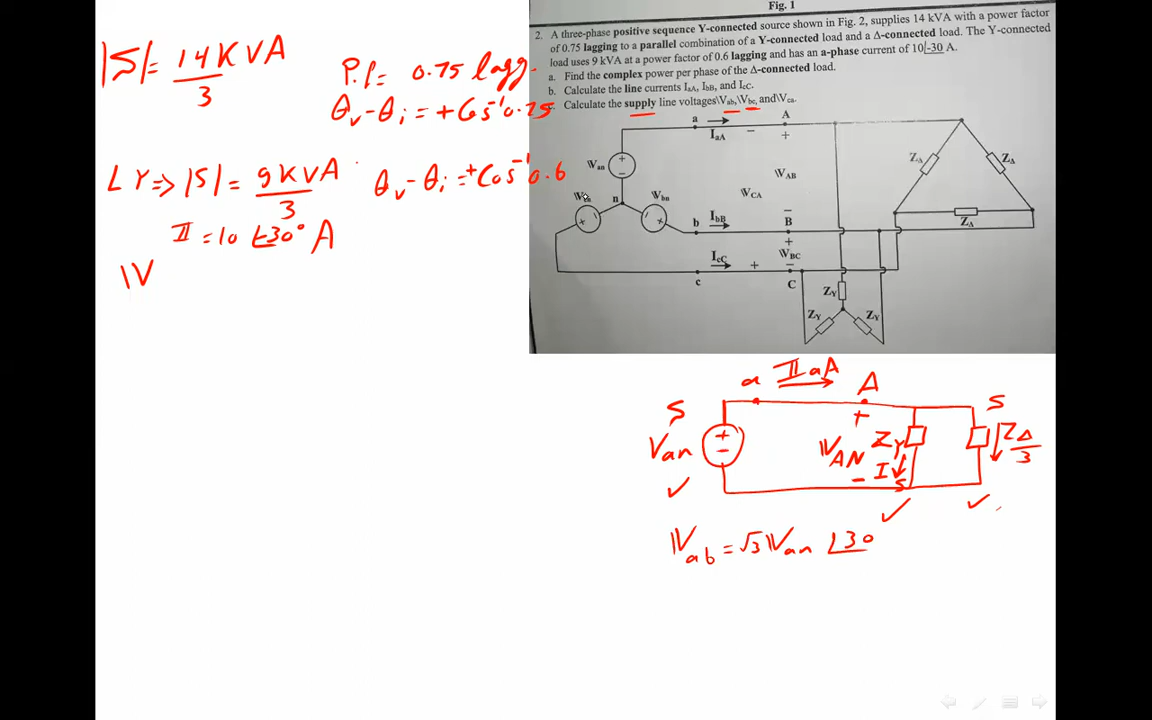 Fig. 1
2. A three-phase positive sequence Y-connected source shown in Fig. 2, supplies 14 kVA with a power factor
of 0.75 lagging to a parallel combination of a Y-connected load and a Δ-connected load. The Y-connected
load uses 9 kVA at a power factor of 0.6 lagging and has an a-phase current of 10∠-30 A.
a. Find the complex power per phase of the Δ-connected load.
b. Calculate the line currents IaA, IbB, and IcC.
Calculate the supply line voltages Vab, Vbc, and Vca.
|S| = 14 KVA / 3
P.f = 0.75 lagg.
θv - θi = +Cos⁻¹ 0.75
LY => |S| = 9 KVA / 3
θv - θi = +Cos⁻¹ 0.6
I = 10 ∠-30° A
V
a
IaA
A
Van
n
Vbn
ZΔ
ZΔ
ZΔ
VAB
VCA
b
IbB
B
VBC
c
IcC
C
ZY
ZY
ZY
a IaA A
S
Van
VAN
ZY
I
S
S
ZΔ/3
Vab = √3 Van ∠30